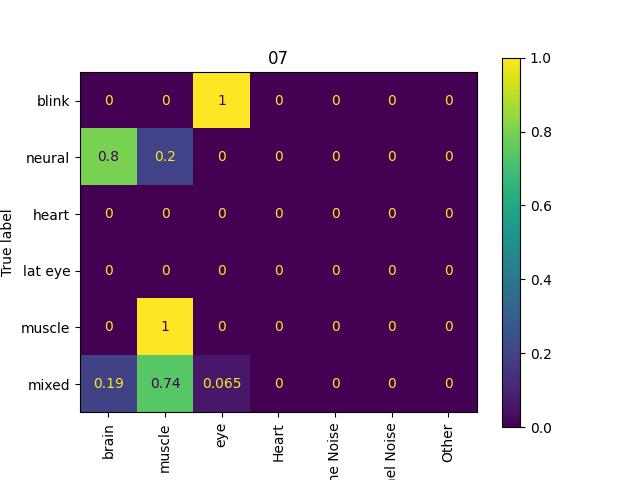 07
True label
blink 0 0 1 0 0 0 0
neural 0.8 0.2 0 0 0 0 0
heart 0 0 0 0 0 0 0
lat eye 0 0 0 0 0 0 0
muscle 0 1 0 0 0 0 0
mixed 0.19 0.74 0.065 0 0 0 0
brain
muscle
eye
Heart
Noise
Noise
Other
1.0
0.8
0.6
0.4
0.2
0.0